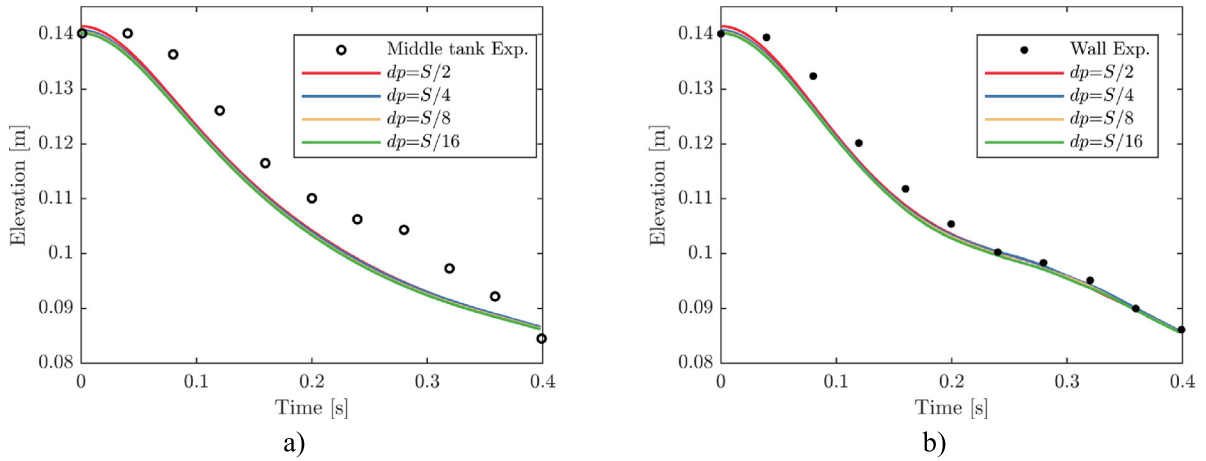 0.14
0.13
0.12
0.11
0.1
0.09
0.08
Elevation [m]
0 0.1 0.2 0.3 0.4
Time [s]
Middle tank Exp.
dp=S/2
dp=S/4
dp=S/8
dp=S/16
a)
0.14
0.13
0.12
0.11
0.1
0.09
0.08
Elevation [m]
0 0.1 0.2 0.3 0.4
Time [s]
Wall Exp.
dp=S/2
dp=S/4
dp=S/8
dp=S/16
b)